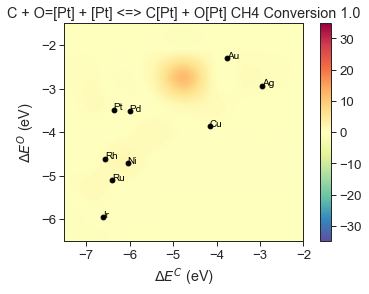 C + O=[Pt] + [Pt] <=> C[Pt] + O[Pt] CH4 Conversion 1.0
−2
−3
−4
−5
−6
ΔE^O (eV)
Au
Ag
Pt
Pd
Cu
Rh
Ni
Ru
Ir
−7
−6
−5
−4
−3
−2
ΔE^C (eV)
30
20
10
0
−10
−20
−30